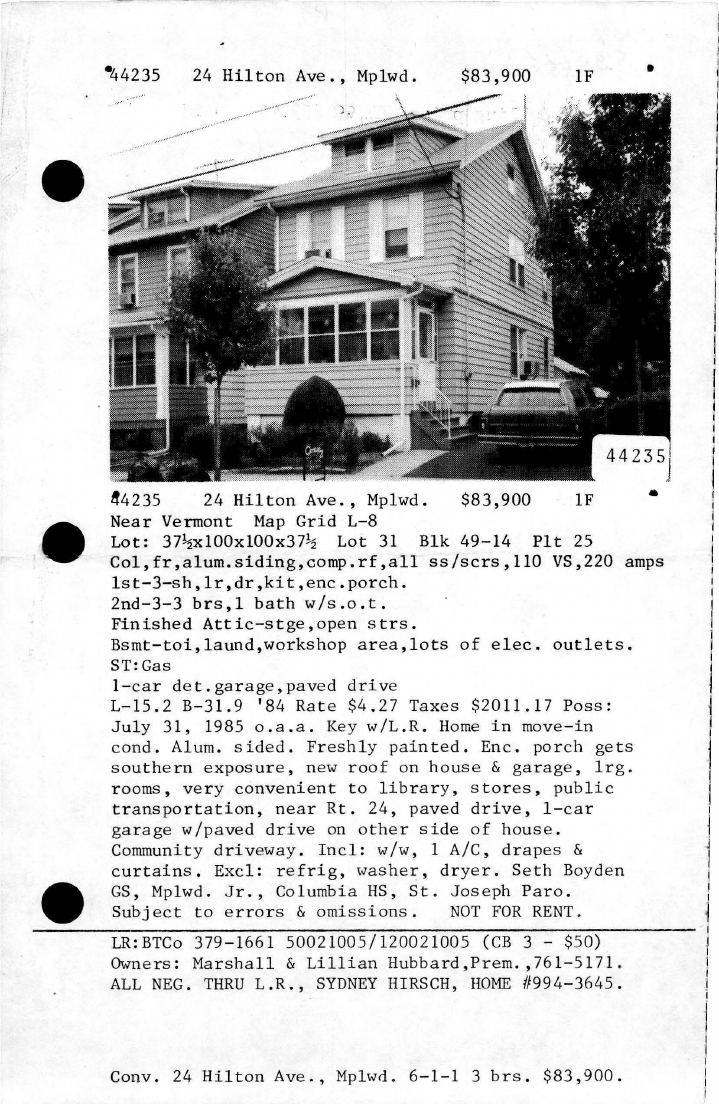 44235 24 Hilton Ave., Mplwd. $83,900 1F
44235
44235 24 Hilton Ave., Mplwd. $83,900 1F
Near Vermont Map Grid L-8
Lot: 37½x100x100x37½ Lot 31 Blk 49-14 Plt 25
Col,fr,alum.siding,comp.rf,all ss/scrs,110 VS,220 amps
1st-3-sh,lr,dr,kit,enc.porch.
2nd-3-3 brs,1 bath w/s.o.t.
Finished Attic-stge,open strs.
Bsmt-toi,laund,workshop area,lots of elec. outlets.
ST:Gas
1-car det.garage,paved drive
L-15.2 B-31.9 '84 Rate $4.27 Taxes $2011.17 Poss:
July 31, 1985 o.a.a. Key w/L.R. Home in move-in
cond. Alum. sided. Freshly painted. Enc. porch gets
southern exposure, new roof on house & garage, lrg.
rooms, very convenient to library, stores, public
transportation, near Rt. 24, paved drive, 1-car
garage w/paved drive on other side of house.
Community driveway. Incl: w/w, 1 A/C, drapes &
curtains. Excl: refrig, washer, dryer. Seth Boyden
GS, Mplwd. Jr., Columbia HS, St. Joseph Paro.
Subject to errors & omissions. NOT FOR RENT.
LR:BTCo 379-1661 50021005/120021005 (CB 3 - $50)
Owners: Marshall & Lillian Hubbard,Prem.,761-5171.
ALL NEG. THRU L.R., SYDNEY HIRSCH, HOME #994-3645.
Conv. 24 Hilton Ave., Mplwd. 6-1-1 3 brs. $83,900.